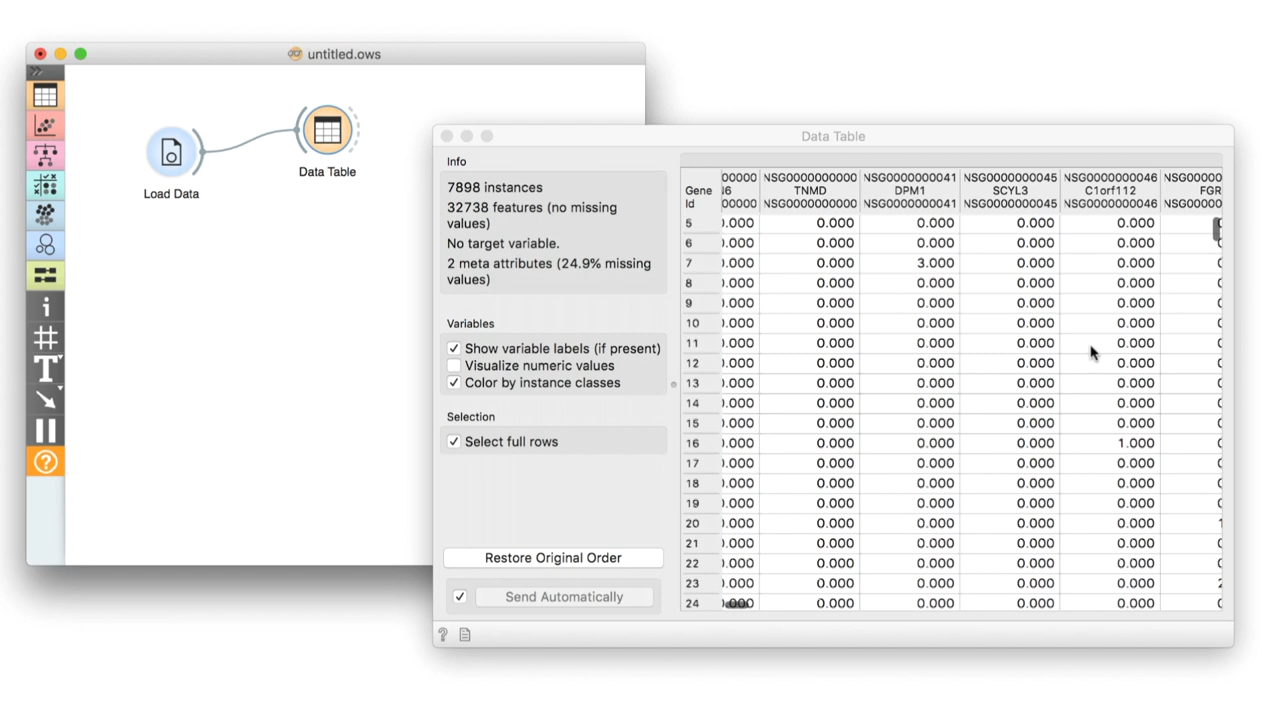 untitled.ows
Load Data
Data Table
Data Table
Info
7898 instances
32738 features (no missing
values)
No target variable.
2 meta attributes (24.9% missing
values)
Variables
Show variable labels (if present)
Visualize numeric values
Color by instance classes
Selection
Select full rows
Restore Original Order
Send Automatically
00000 NSG0000000000 NSG0000000041 NSG0000000045 NSG0000000046 NSG00000
Gene TNMD DPM1 SCYL3 C1orf112 FGR
Id 00000 NSG0000000000 NSG0000000041 NSG0000000045 NSG0000000046 NSG0000
5 0.000 0.000 0.000 0.000
6 0.000 0.000 0.000 0.000
7 0.000 3.000 0.000 0.000
8 0.000 0.000 0.000 0.000
9 0.000 0.000 0.000 0.000
10 0.000 0.000 0.000 0.000
11 0.000 0.000 0.000 0.000
12 0.000 0.000 0.000 0.000
13 0.000 0.000 0.000 0.000
14 0.000 0.000 0.000 0.000
15 0.000 0.000 0.000 0.000
16 0.000 0.000 0.000 1.000
17 0.000 0.000 0.000 0.000
18 0.000 0.000 0.000 0.000
19 0.000 0.000 0.000 0.000
20 0.000 0.000 0.000 0.000
21 0.000 0.000 0.000 0.000
22 0.000 0.000 0.000 0.000
23 0.000 0.000 0.000 0.000
24 0.000 0.000 0.000 0.000